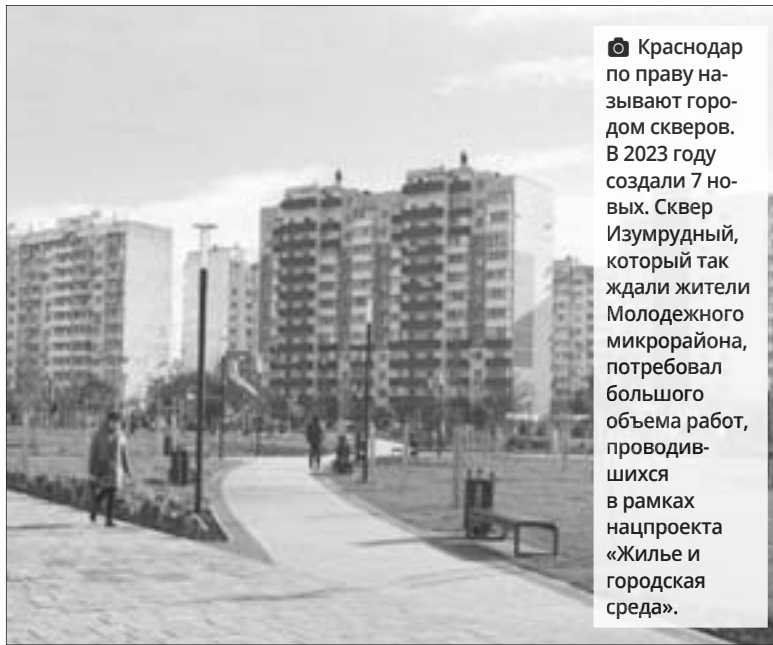 Краснодар
по праву на-
зывают горо-
дом скверов.
В 2023 году
создали 7 но-
вых. Сквер
Изумрудный,
который так
ждали жители
Молодежного
микрорайона,
потребовал
большого
объема работ,
проводив-
шихся
в рамках
нацпроекта
«Жилье и
городская
среда».